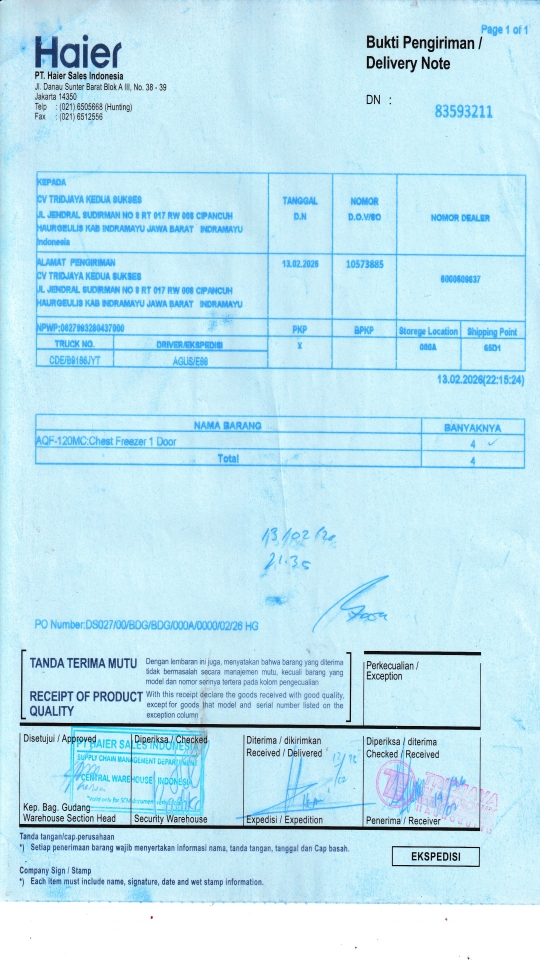 Page 1 of 1
Haier
Bukti Pengiriman /
Delivery Note
PT. Haier Sales Indonesia
Jl. Danau Sunter Barat Blok A III, No. 38 - 39
Jakarta 14350
Telp : (021) 6505668 (Hunting)
Fax : (021) 6512556
DN : 83593211
KEPADA
CV TRIDJAYA KEDUA SUKSES
JL JENDRAL SUDIRMAN NO 8 RT 017 RW 008 CIPANCUH
HAURGEULIS KAB INDRAMAYU JAWA BARAT INDRAMAYU
Indonesia
TANGGAL
D.N
NOMOR
D.O.V/SO
NOMOR DEALER
ALAMAT PENGIRIMAN
CV TRIDJAYA KEDUA SUKSES
JL JENDRAL SUDIRMAN NO 8 RT 017 RW 008 CIPANCUH
HAURGEULIS KAB INDRAMAYU JAWA BARAT INDRAMAYU
13.02.2026
10573885
NPWP:0627993280437000
PKP
BPKP
Storege Location
Shipping Point
TRUCK NO.
DRIVER/EKSPEDISI
X
000A
65D1
CDE/B9186JYT
AGUS/E68
13.02.2026(22:15:24)
NAMA BARANG
BANYAKNYA
AQF-120MC:Chest Freezer 1 Door
4
Total
4
13/02/26
21.35
PO Number:DS027/00/BDG/BDG/000A/0000/02/26 HG
TANDA TERIMA MUTU
Dengan lembaran ini juga, menyatakan bahwa barang yang diterima
tidak bermasalah secara manajemen mutu, kecuali barang yang
model dan nomor serinya tertera pada kolom pengecualian
RECEIPT OF PRODUCT
QUALITY
With this receipt declare the goods received with good quality,
except for goods that model and serial number listed on the
exception column
Perkecualian /
Exception
Disetujui / Approved
Diperiksa / Checked
Diterima / dikirimkan
Received / Delivered
Diperiksa / diterima
Checked / Received
PT HAIER SALES INDONESIA
SUPPLY CHAIN MANAGEMENT DEPARTMENT
CENTRAL WAREHOUSE INDONESIA
Kep. Bag. Gudang
Warehouse Section Head
Security Warehouse
Expedisi / Expedition
Penerima / Receiver
Tanda tangan/cap.perusahaan
*) Setiap penerimaan barang wajib menyertakan informasi nama, tanda tangan, tanggal dan Cap basah.
EKSPEDISI
Company Sign / Stamp
*) Each item must include name, signature, date and wet stamp information.